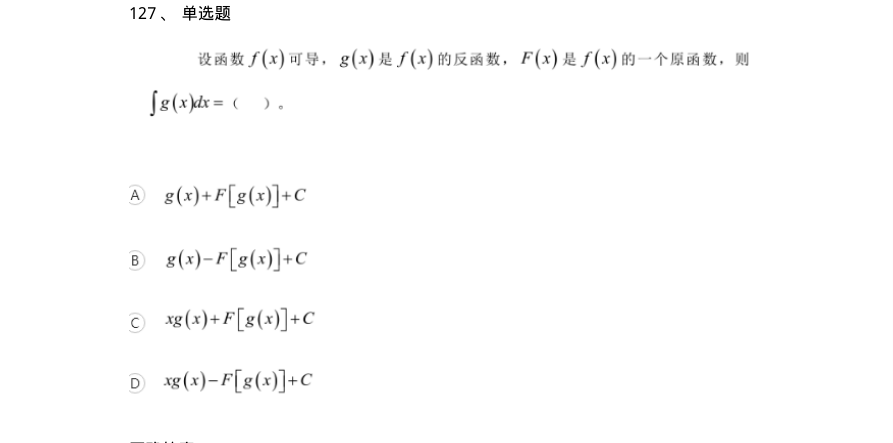 127、 单选题
设函数 f(x) 可导，g(x) 是 f(x) 的反函数，F(x) 是 f(x) 的一个原函数，则
∫g(x)dx =（ ）。
A g(x)+F[g(x)]+C
B g(x)−F[g(x)]+C
C xg(x)+F[g(x)]+C
D xg(x)−F[g(x)]+C